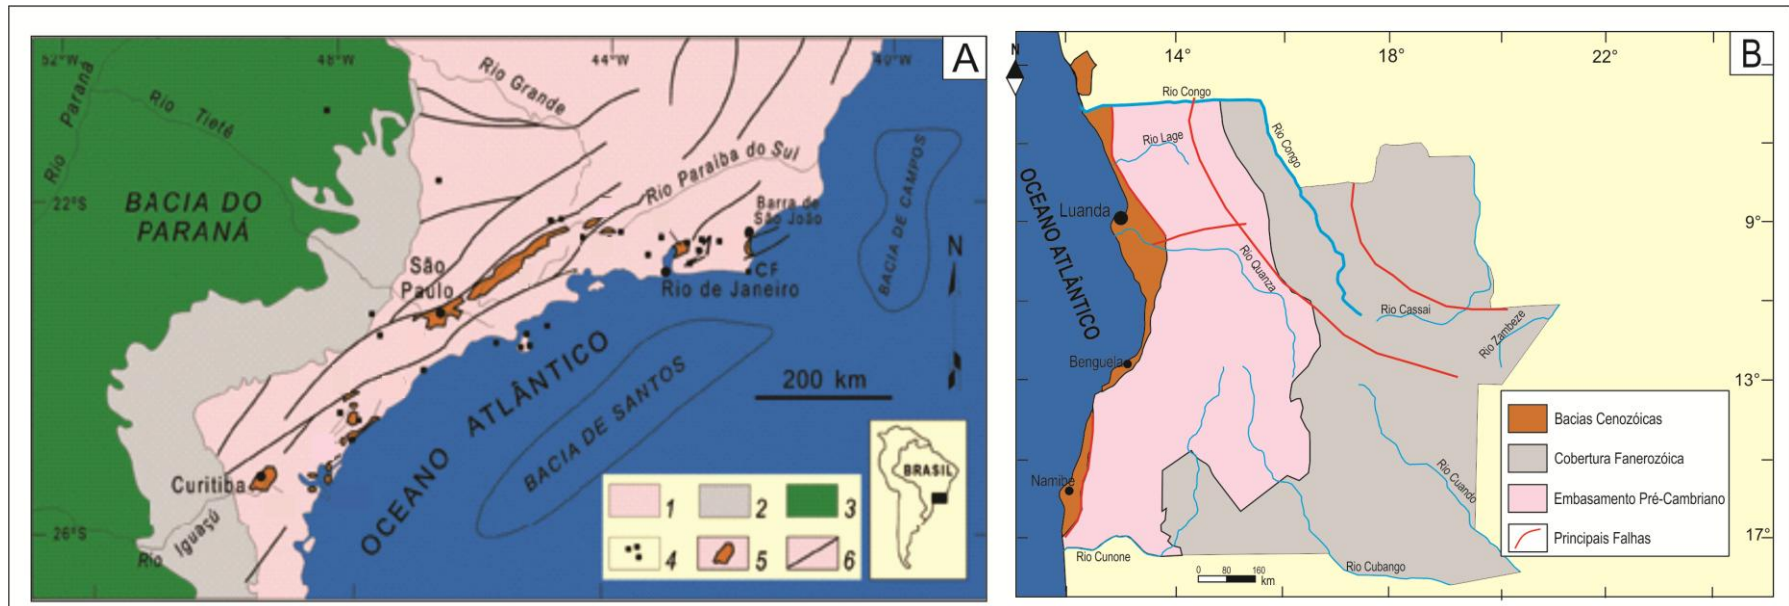 52°W
48°W
44°W
40°W
A
Rio Paraná
Rio Tietê
Rio Grande
Rio Paraiba do Sul
22°S
BACIA DO
PARANÁ
Barra de
São João
BACIA DE CAMPOS
São
Paulo
CF
Rio de Janeiro
N
OCEANO ATLÂNTICO
BACIA DE SANTOS
200 km
Curitiba
Rio Iguaçú
26°S
BRASIL
1
2
3
4
5
6
N
14°
18°
22°
B
Rio Congo
Rio Lage
Rio Congo
OCEANO ATLÂNTICO
Luanda
9°
Rio Quanza
Rio Cassai
Rio Zambeze
Benguela
13°
Bacias Cenozóicas
Cobertura Fanerozóica
Embasamento Pré-Cambriano
Principais Falhas
Namibe
Rio Cuando
17°
Rio Cunone
Rio Cubango
0 80 160
km